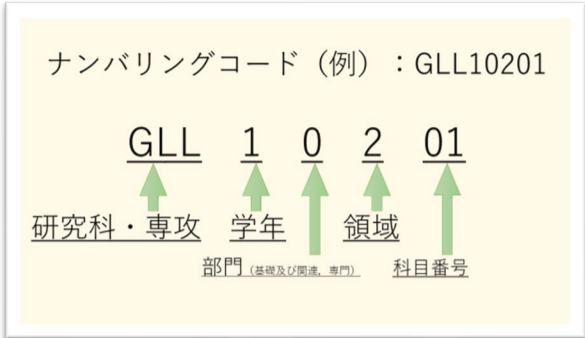 ナンバリングコード（例）：GLL10201
GLL 1 0 2 01
研究科・専攻 学年 領域
部門（基礎及び関連，専門） 科目番号